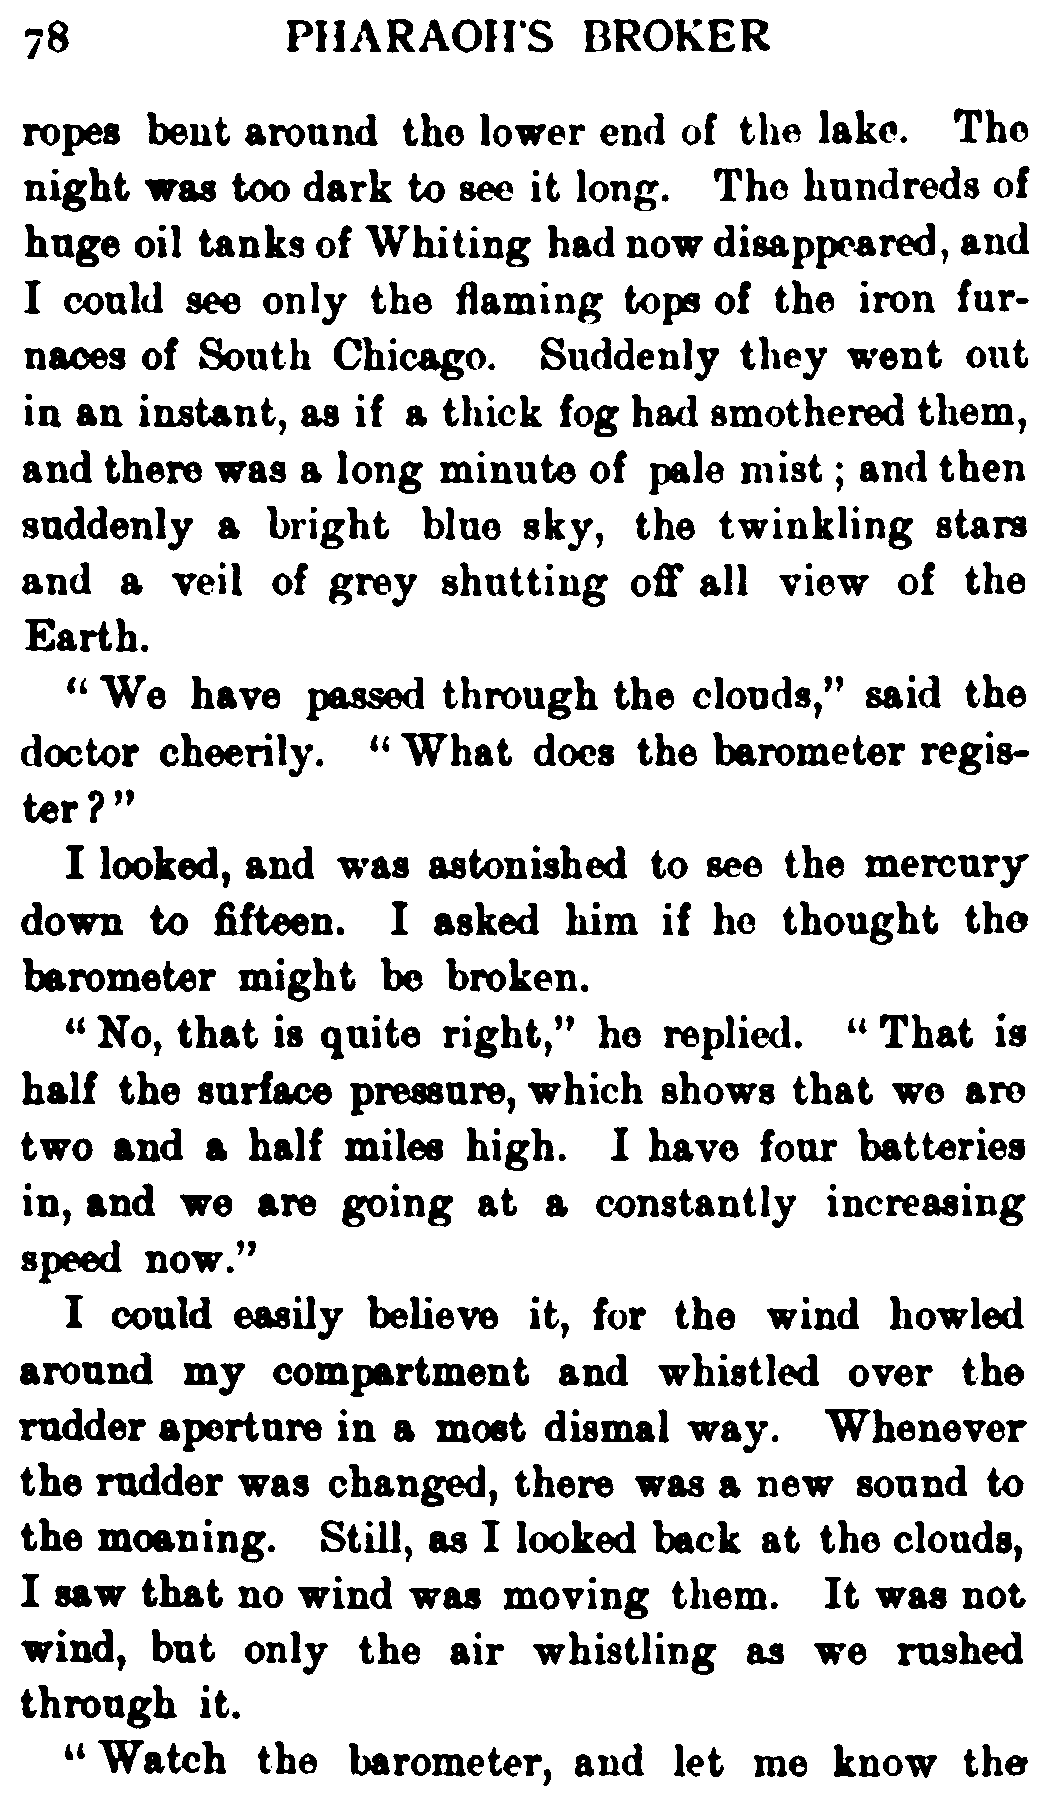 78 PHARAOH'S BROKER
ropes bent around the lower end of the lake. The
night was too dark to see it long. The hundreds of
huge oil tanks of Whiting had now disappeared, and
I could see only the flaming tops of the iron fur-
naces of South Chicago. Suddenly they went out
in an instant, as if a thick fog had smothered them,
and there was a long minute of pale mist ; and then
suddenly a bright blue sky, the twinkling stars
and a veil of grey shutting off all view of the
Earth.
“ We have passed through the clouds,” said the
doctor cheerily. “ What does the barometer regis-
ter ? ”
I looked, and was astonished to see the mercury
down to fifteen. I asked him if he thought the
barometer might be broken.
“ No, that is quite right,” he replied. “ That is
half the surface pressure, which shows that we are
two and a half miles high. I have four batteries
in, and we are going at a constantly increasing
speed now.”
I could easily believe it, for the wind howled
around my compartment and whistled over the
rudder aperture in a most dismal way. Whenever
the rudder was changed, there was a new sound to
the moaning. Still, as I looked back at the clouds,
I saw that no wind was moving them. It was not
wind, but only the air whistling as we rushed
through it.
“ Watch the barometer, and let me know the